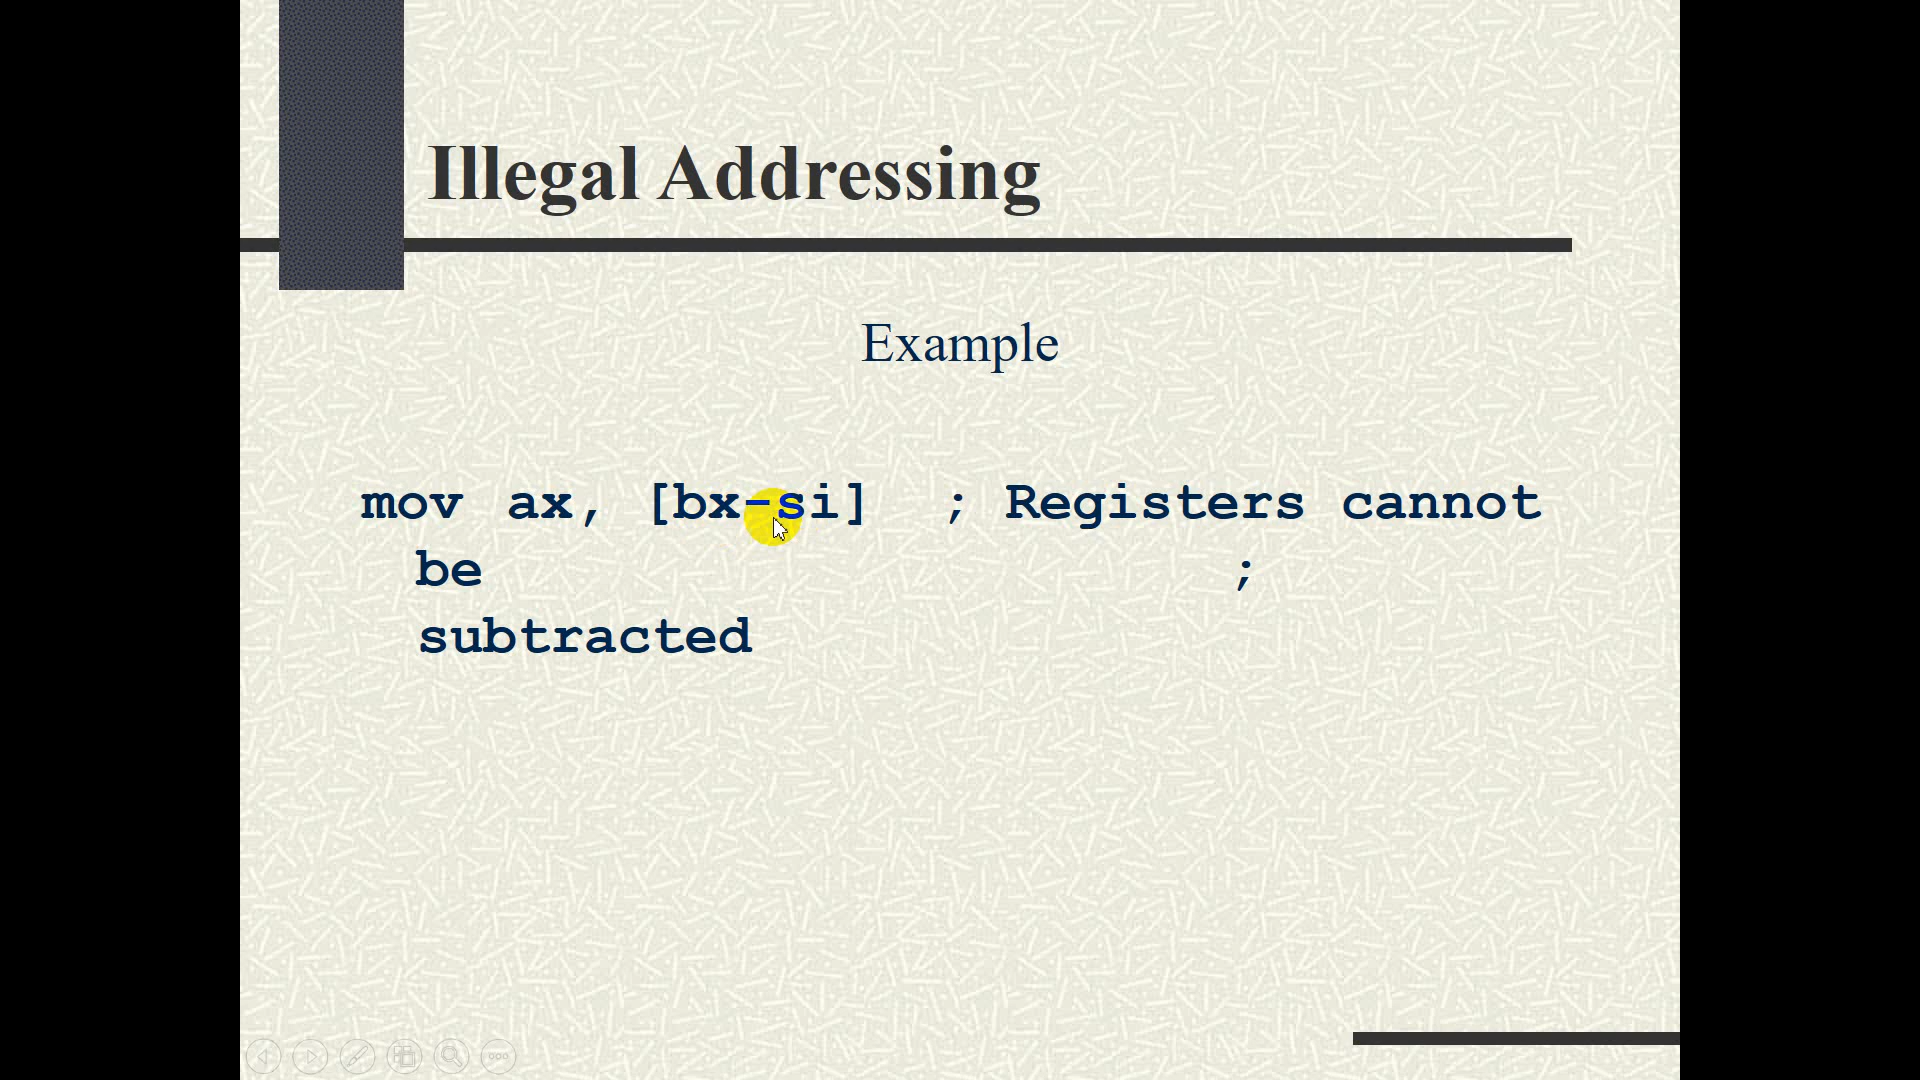 Illegal Addressing
Example
mov ax, [bx-si] ; Registers cannot
be ;
subtracted